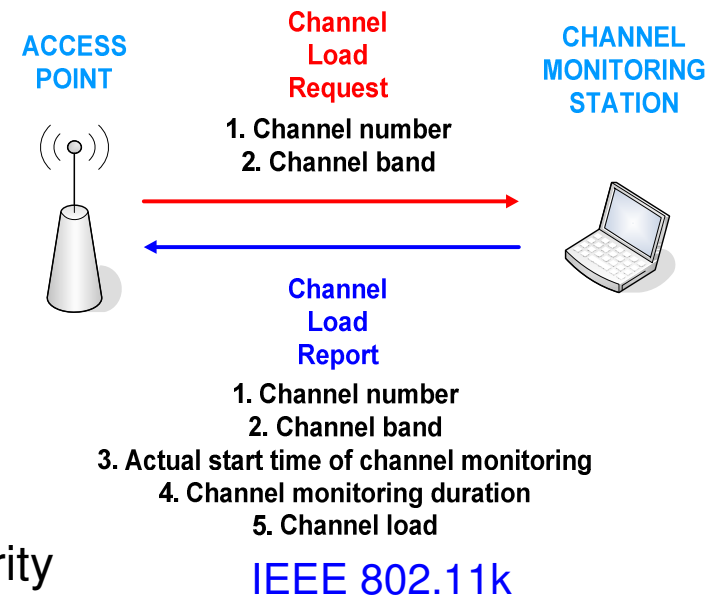 ACCESS
POINT
Channel
Load
Request
CHANNEL
MONITORING
STATION
1. Channel number
2. Channel band
Channel
Load
Report
1. Channel number
2. Channel band
3. Actual start time of channel monitoring
4. Channel monitoring duration
5. Channel load
rity
IEEE 802.11k